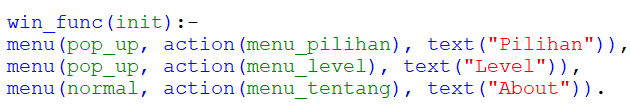 win_func(init):-
menu(pop_up, action(menu_pilihan), text("Pilihan")),
menu(pop_up, action(menu_level), text("Level")),
menu(normal, action(menu_tentang), text("About")).